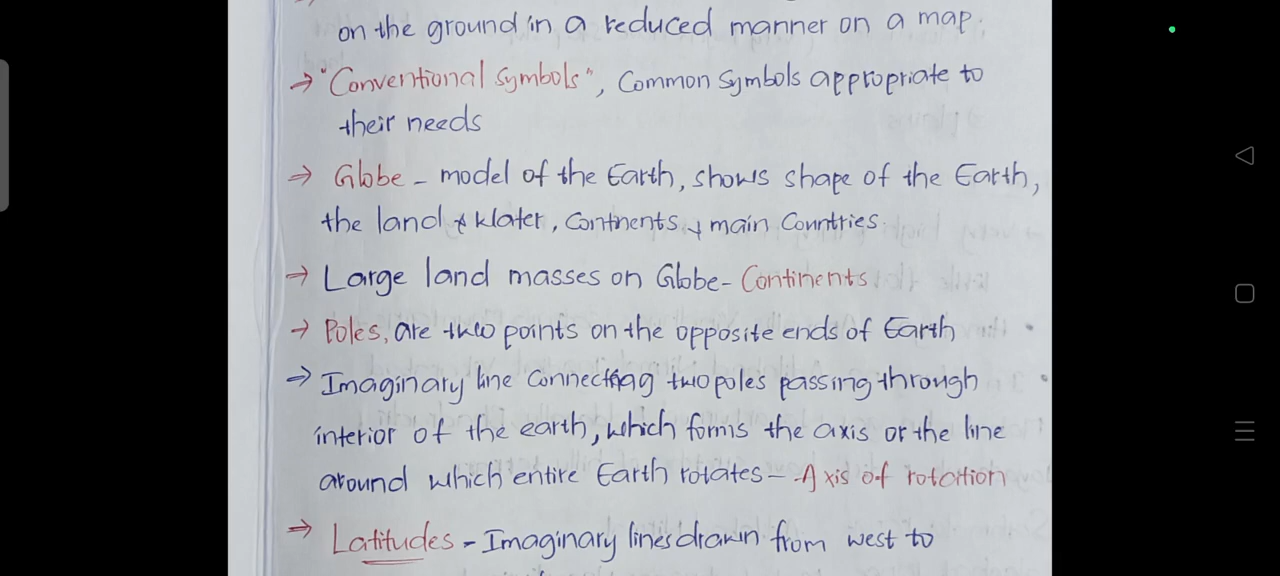 on the ground in a reduced manner on a map.
→ "Conventional symbols", Common symbols appropriate to
their needs
→ Globe - model of the Earth, shows shape of the Earth,
the land & Water, Continents & main Countries.
→ Large land masses on Globe - Continents
→ Poles, are two points on the opposite ends of Earth
→ Imaginary line connecting two poles passing through
interior of the earth, which forms the axis or the line
around which entire Earth rotates - Axis of rotation
→ Latitudes - Imaginary lines drawn from west to